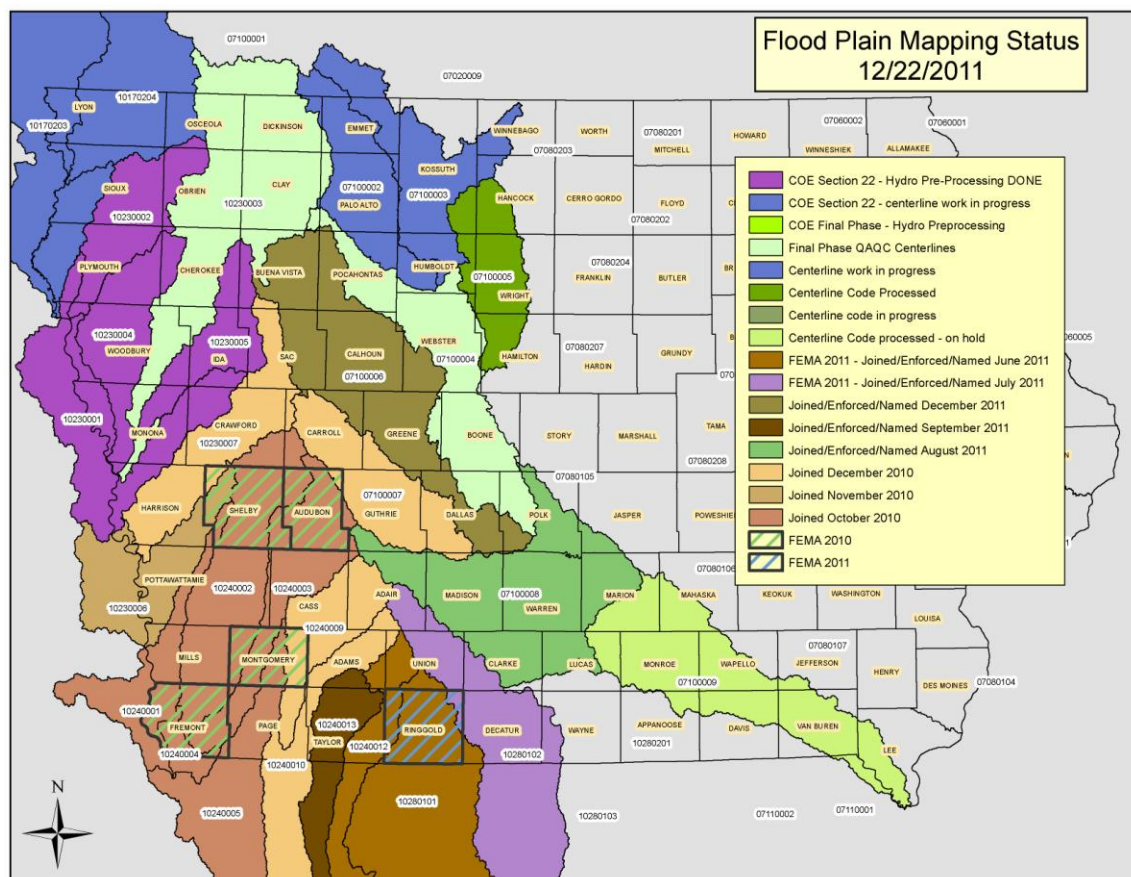 Flood Plain Mapping Status
12/22/2011
07100001
07020009
LYON
10170204
OSCEOLA
DICKINSON
EMMET
WINNEBAGO
WORTH
07080201
HOWARD
07060002
07060001
10170203
KOSSUTH
07080203
MITCHELL
WINNESHIEK
ALLAMAKEE
SIOUX
OBRIEN
CLAY
07100002
07100003
HANCOCK
CERRO GORDO
FLOYD
10230002
10230003
PALO ALTO
07080202
PLYMOUTH
CHEROKEE
BUENA VISTA
POCAHONTAS
HUMBOLDT
07100005
WRIGHT
07080204
FRANKLIN
BUTLER
10230004
WOODBURY
10230005
IDA
SAC
CALHOUN
07100006
WEBSTER
07100004
HAMILTON
07080207
HARDIN
GRUNDY
10230001
MONONA
CRAWFORD
10230007
CARROLL
GREENE
BOONE
STORY
MARSHALL
TAMA
07080208
07080105
HARRISON
SHELBY
AUDUBON
07100007
GUTHRIE
DALLAS
POLK
JASPER
POWESHIEK
POTTAWATTAMIE
10230006
10240002
10240003
CASS
ADAIR
MADISON
07100008
WARREN
MARION
MAHASKA
07080106
KEOKUK
WASHINGTON
LOUISA
10240009
MILLS
MONTGOMERY
ADAMS
UNION
CLARKE
LUCAS
MONROE
WAPELLO
07100009
JEFFERSON
07080107
HENRY
DES MOINES
07080104
10240001
FREMONT
PAGE
10240004
10240010
TAYLOR
10240013
10240012
RINGGOLD
DECATUR
10280102
WAYNE
APPANOOSE
10280201
DAVIS
VAN BUREN
LEE
10240005
10280101
10280103
07110002
07110001
N
COE Section 22 - Hydro Pre-Processing DONE
COE Section 22 - centerline work in progress
COE Final Phase - Hydro Preprocessing
Final Phase QAQC Centerlines
Centerline work in progress
Centerline Code Processed
Centerline code in progress
Centerline Code processed - on hold
FEMA 2011 - Joined/Enforced/Named June 2011
FEMA 2011 - Joined/Enforced/Named July 2011
Joined/Enforced/Named December 2011
Joined/Enforced/Named September 2011
Joined/Enforced/Named August 2011
Joined December 2010
Joined November 2010
Joined October 2010
FEMA 2010
FEMA 2011